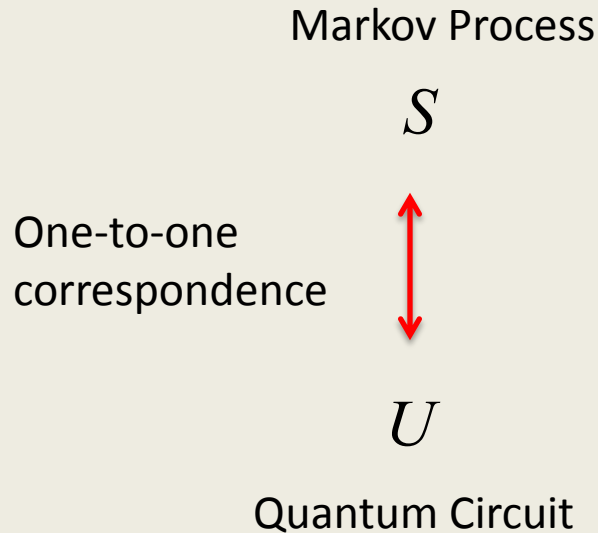 Markov Process
S
One-to-one
correspondence
U
Quantum Circuit